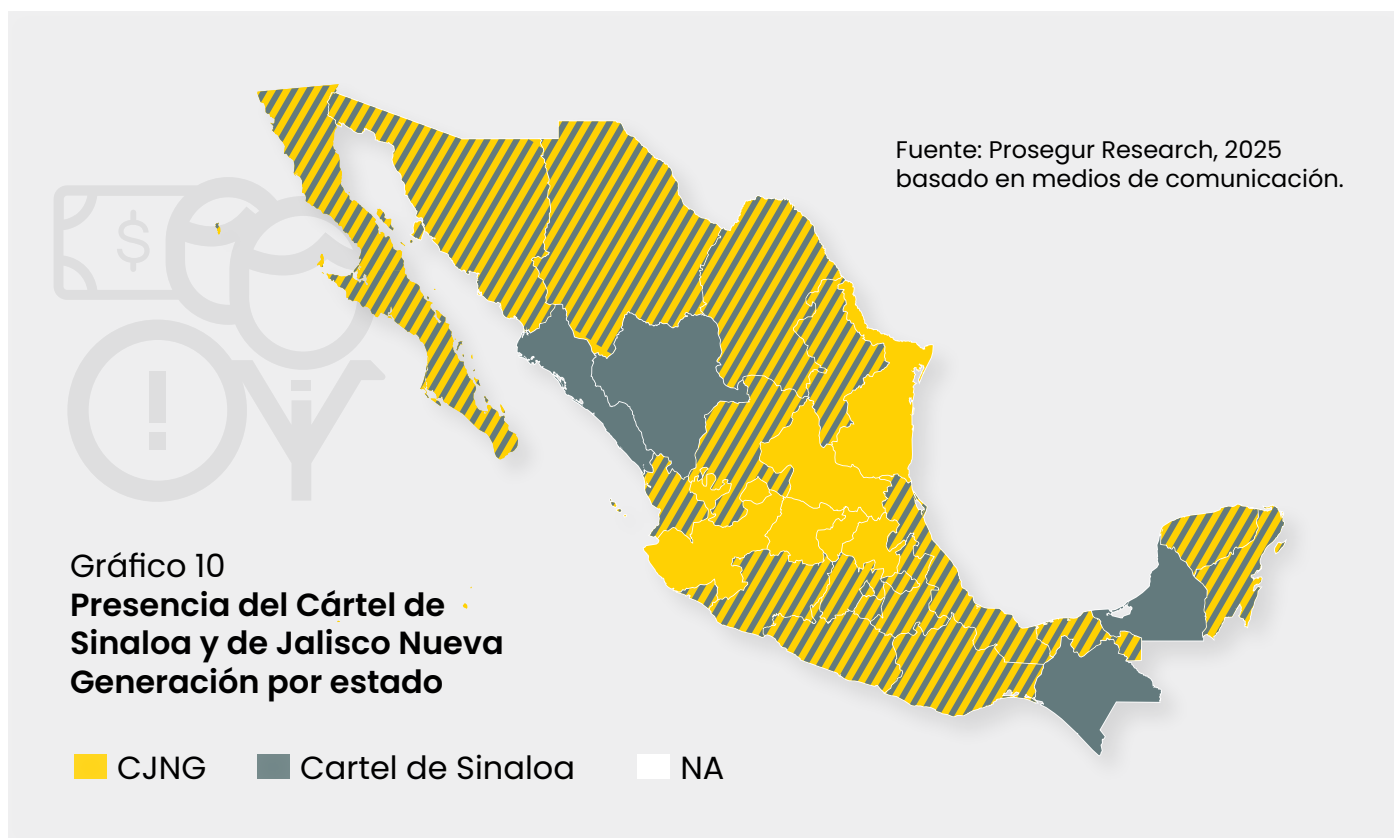 Fuente: Prosegur Research, 2025
basado en medios de comunicación.
$
!
Gráfico 10
Presencia del Cártel de
Sinaloa y de Jalisco Nueva
Generación por estado
CJNG
Cartel de Sinaloa
NA